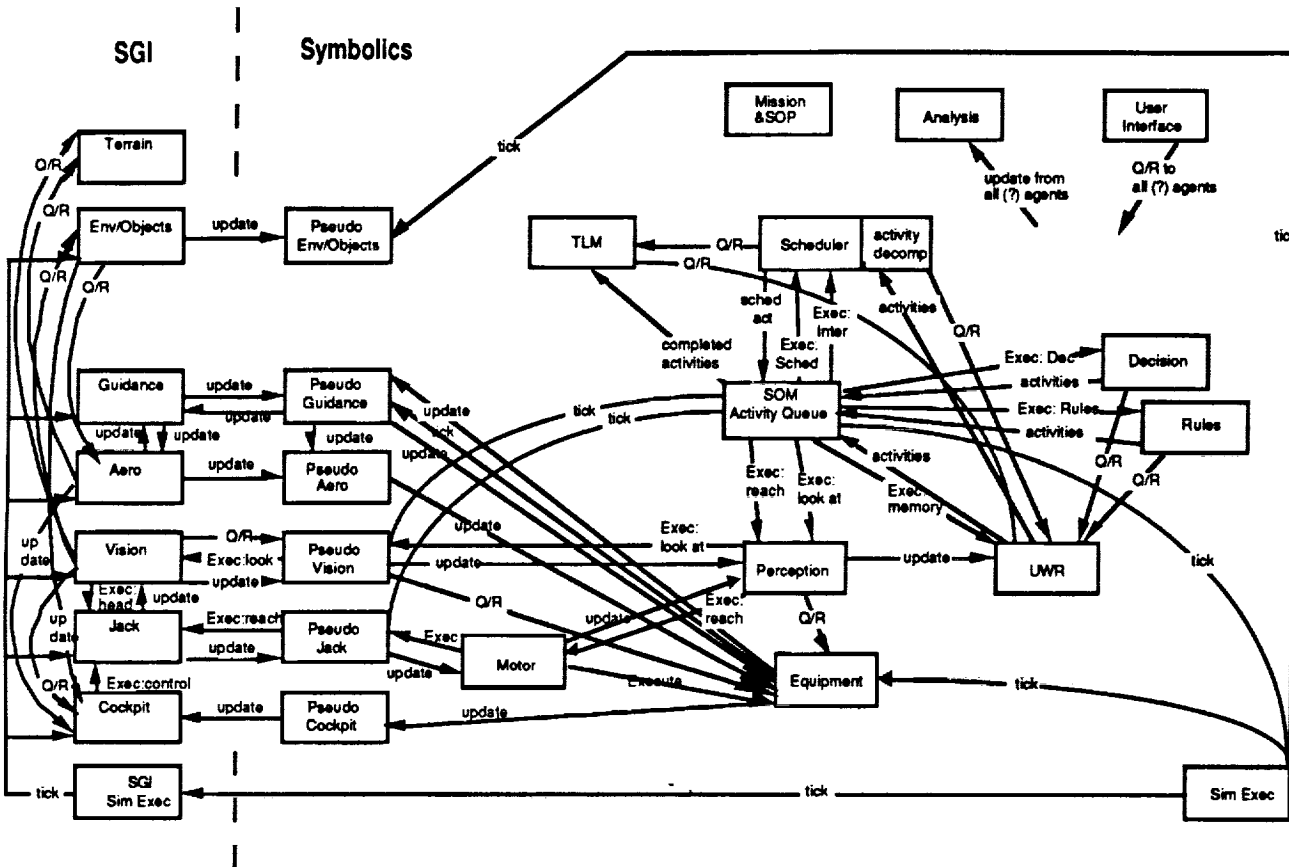 SGI
Symbolics
Mission
&SOP
Analysis
User
Interface
Terrain
Q/R
Q/R
tick
update from
all (?) agents
Q/R to
all (?) agents
Env/Objects
update
Pseudo
Env/Objects
TLM
Q/R
Q/R
Scheduler
activity
decomp
tic
Q/R
Q/R
sched
act
Exec:
Inter
activities
Q/R
completed
activities
Exec:
Sched
Exec: Dec
Decision
activities
Guidance
update
update
Pseudo
Guidance
update
tick
update
tick
tick
SOM
Activity Queue
Exec: Rules
activities
Rules
update
update
update
Aero
update
Pseudo
Aero
activities
Exec:
reach
Exec:
look at
Exec:
memory
Q/R
Q/R
up
date
Vision
Q/R
Exec:look
update
Pseudo
Vision
update
update
Exec:
look at
Perception
update
UWR
tick
Exec:
head
update
Q/R
update
Exec:
reach
Q/R
up
date
Jack
Exec:reach
update
Pseudo
Jack
Exec
update
Motor
Execute
Equipment
tick
Q/R
Exec:control
Cockpit
update
Pseudo
Cockpit
update
tick
SGI
Sim Exec
tick
Sim Exec